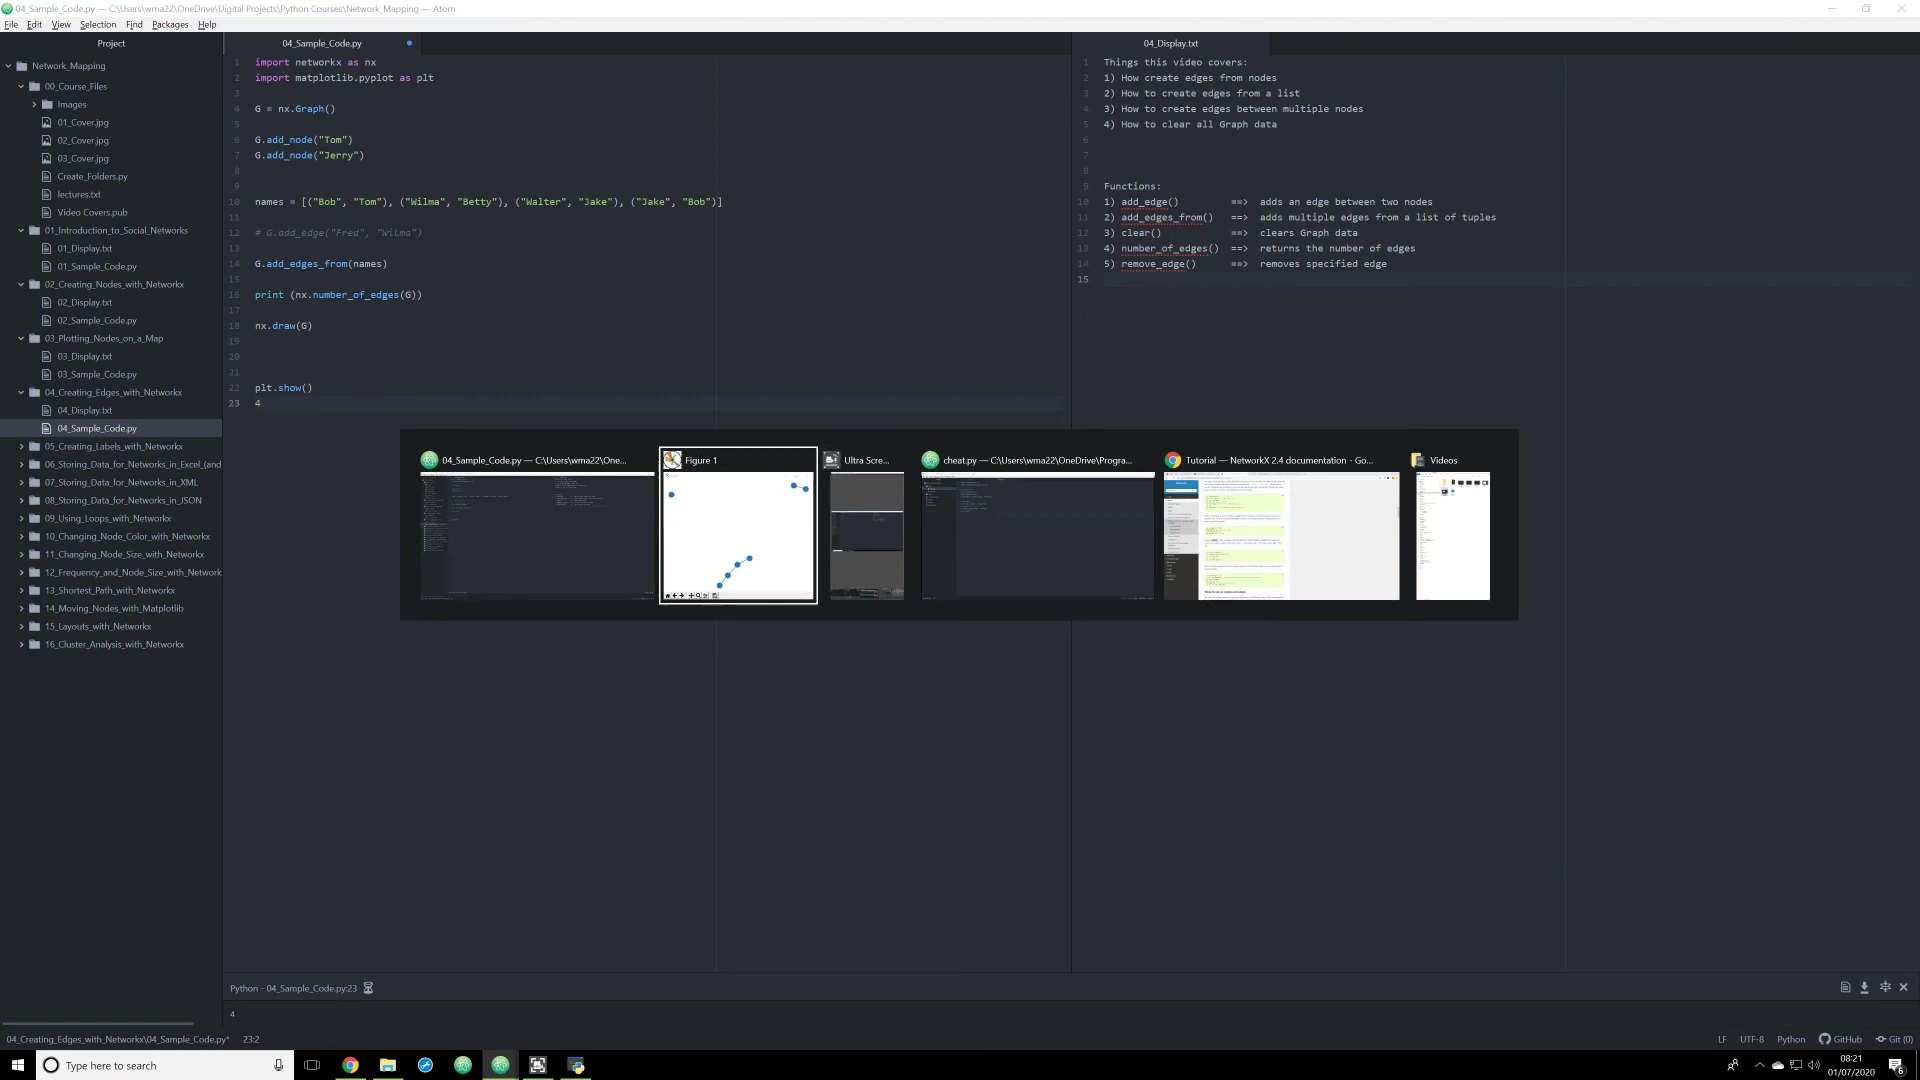 04_Sample_Code.py — C:\Users\wma22\OneDrive\Digital Projects\Python Courses\Network_Mapping — Atom
File Edit View Selection Find Packages Help
Project
Network_Mapping
00_Course_Files
Images
01_Cover.jpg
02_Cover.jpg
03_Cover.jpg
Create_Folders.py
lectures.txt
Video Covers.pub
01_Introduction_to_Social_Networks
01_Display.txt
01_Sample_Code.py
02_Creating_Nodes_with_Networkx
02_Display.txt
02_Sample_Code.py
03_Plotting_Nodes_on_a_Map
03_Display.txt
03_Sample_Code.py
04_Creating_Edges_with_Networkx
04_Display.txt
04_Sample_Code.py
05_Creating_Labels_with_Networkx
06_Storing_Data_for_Networks_in_Excel_(and
07_Storing_Data_for_Networks_in_XML
08_Storing_Data_for_Networks_in_JSON
09_Using_Loops_with_Networkx
10_Changing_Node_Color_with_Networkx
11_Changing_Node_Size_with_Networkx
12_Frequency_and_Node_Size_with_Network
13_Shortest_Path_with_Networkx
14_Moving_Nodes_with_Matplotlib
15_Layouts_with_Networkx
16_Cluster_Analysis_with_Networkx
04_Sample_Code.py
1 import networkx as nx
2 import matplotlib.pyplot as plt
3
4 G = nx.Graph()
5
6 G.add_node("Tom")
7 G.add_node("Jerry")
8
9
10 names = [("Bob", "Tom"), ("Wilma", "Betty"), ("Walter", "Jake"), ("Jake", "Bob")]
11
12 # G.add_edge("Fred", "WiLma")
13
14 G.add_edges_from(names)
15
16 print (nx.number_of_edges(G))
17
18 nx.draw(G)
19
20
21
22 plt.show()
23 4
04_Display.txt
1 Things this video covers:
2 1) How create edges from nodes
3 2) How to create edges from a list
4 3) How to create edges between multiple nodes
5 4) How to clear all Graph data
6
7
8
9 Functions:
10 1) add_edge() ==> adds an edge between two nodes
11 2) add_edges_from() ==> adds multiple edges from a list of tuples
12 3) clear() ==> clears Graph data
13 4) number_of_edges() ==> returns the number of edges
14 5) remove_edge() ==> removes specified edge
15
04_Sample_Code.py — C:\Users\wma22\One...
Figure 1
Ultra Scre...
cheat.py — C:\Users\wma22\OneDrive\Progra...
Tutorial — NetworkX 2.4 documentation - Go...
Videos
Python - 04_Sample_Code.py:23
4
04_Creating_Edges_with_Networkx\04_Sample_Code.py* 23:2
LF UTF-8 Python GitHub Git (0)
Type here to search
08:21
01/07/2020
6